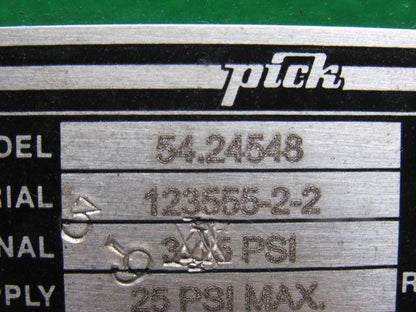 pick
DEL 54.24548
RIAL 123555-2-2
NAL PSI
PPLY 25 PSI MAX.
R